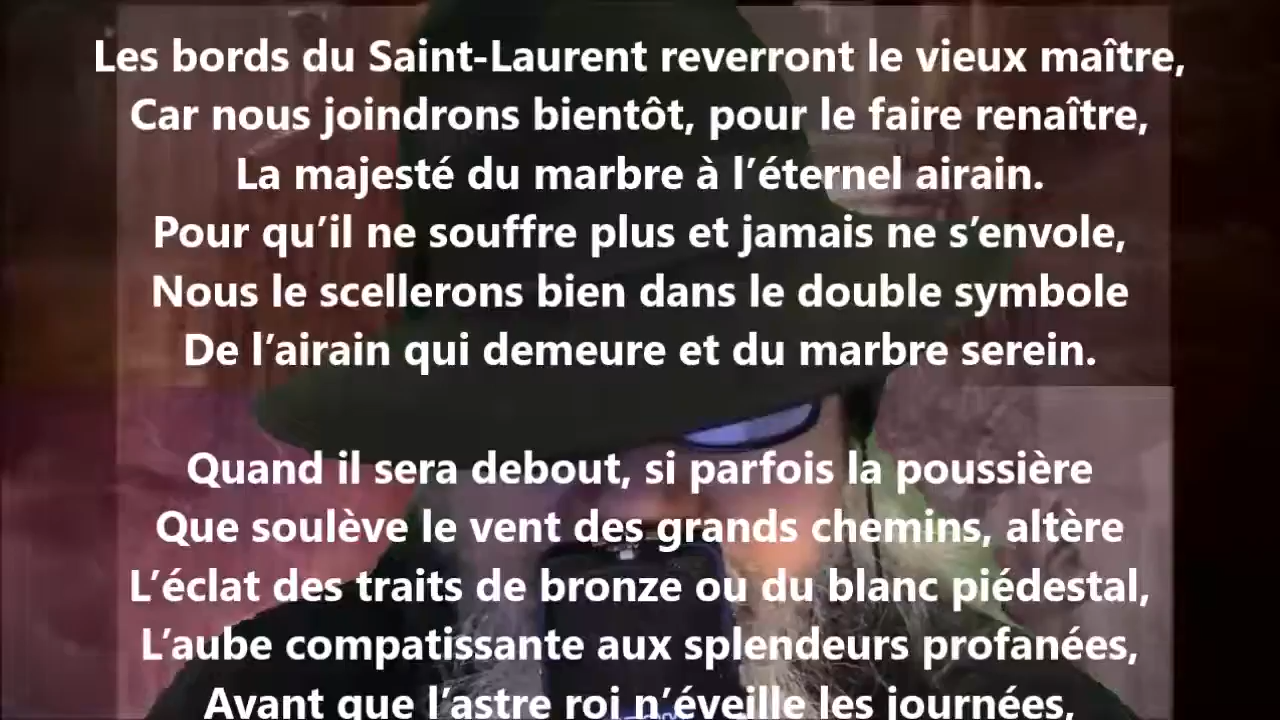 Les bords du Saint-Laurent reverront le vieux maître,
Car nous joindrons bientôt, pour le faire renaître,
La majesté du marbre à l’éternel airain.
Pour qu’il ne souffre plus et jamais ne s’envole,
Nous le scellerons bien dans le double symbole
De l’airain qui demeure et du marbre serein.
Quand il sera debout, si parfois la poussière
Que soulève le vent des grands chemins, altère
L’éclat des traits de bronze ou du blanc piédestal,
L’aube compatissante aux splendeurs profanées,
Avant que l’astre roi n’éveille les journées,